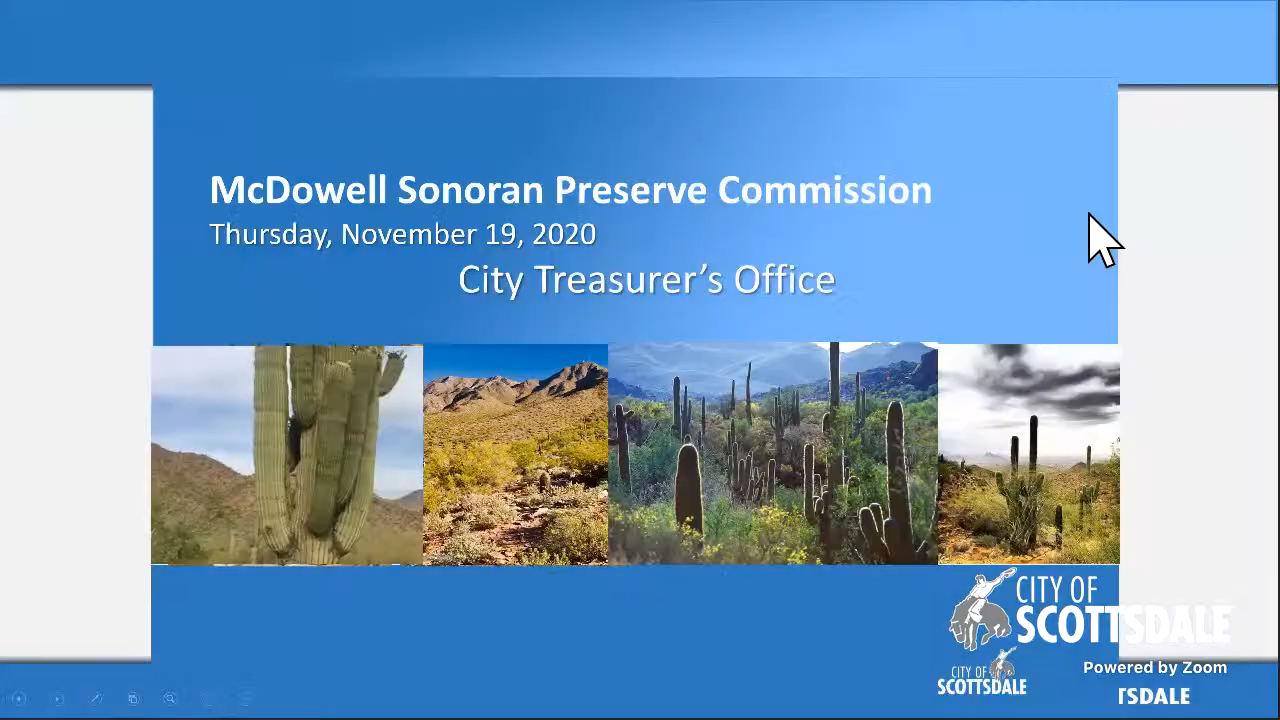 McDowell Sonoran Preserve Commission
Thursday, November 19, 2020
City Treasurer’s Office
CITY OF
SCOTTSDALE
CITY OF
SCOTTSDALE
Powered by Zoom
TSDALE